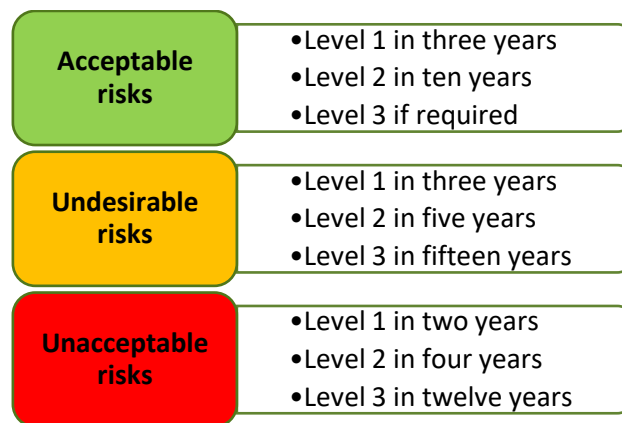 Acceptable
risks
•Level 1 in three years
•Level 2 in ten years
•Level 3 if required
Undesirable
risks
•Level 1 in three years
•Level 2 in five years
•Level 3 in fifteen years
Unacceptable
risks
•Level 1 in two years
•Level 2 in four years
•Level 3 in twelve years